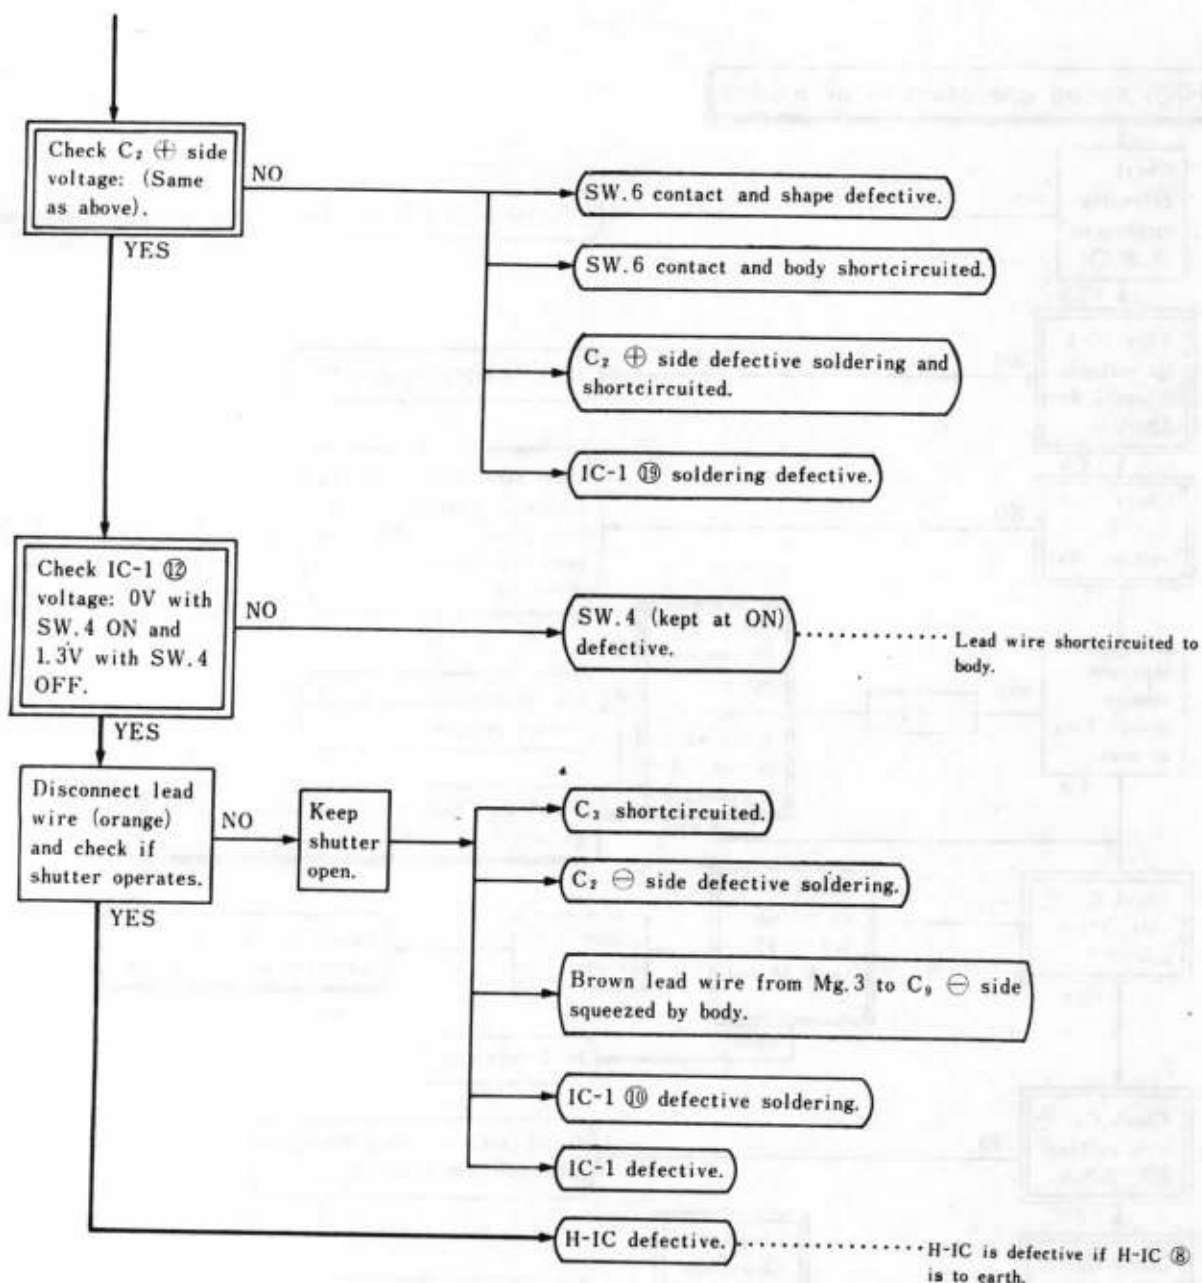 Check C₂ ⊕ side
voltage: (Same
as above).
NO
YES
SW.6 contact and shape defective.
SW.6 contact and body shortcircuited.
C₂ ⊕ side defective soldering and
shortcircuited.
IC-1 ⑲ soldering defective.
Check IC-1 ⑫
voltage: 0V with
SW.4 ON and
1.3V with SW.4
OFF.
NO
YES
SW.4 (kept at ON)
defective.
Lead wire shortcircuited to
body.
Disconnect lead
wire (orange)
and check if
shutter operates.
NO
YES
Keep
shutter
open.
C₃ shortcircuited.
C₂ ⊖ side defective soldering.
Brown lead wire from Mg.3 to C₉ ⊖ side
squeezed by body.
IC-1 ⑩ defective soldering.
IC-1 defective.
H-IC defective.
H-IC is defective if H-IC ⑧
is to earth.